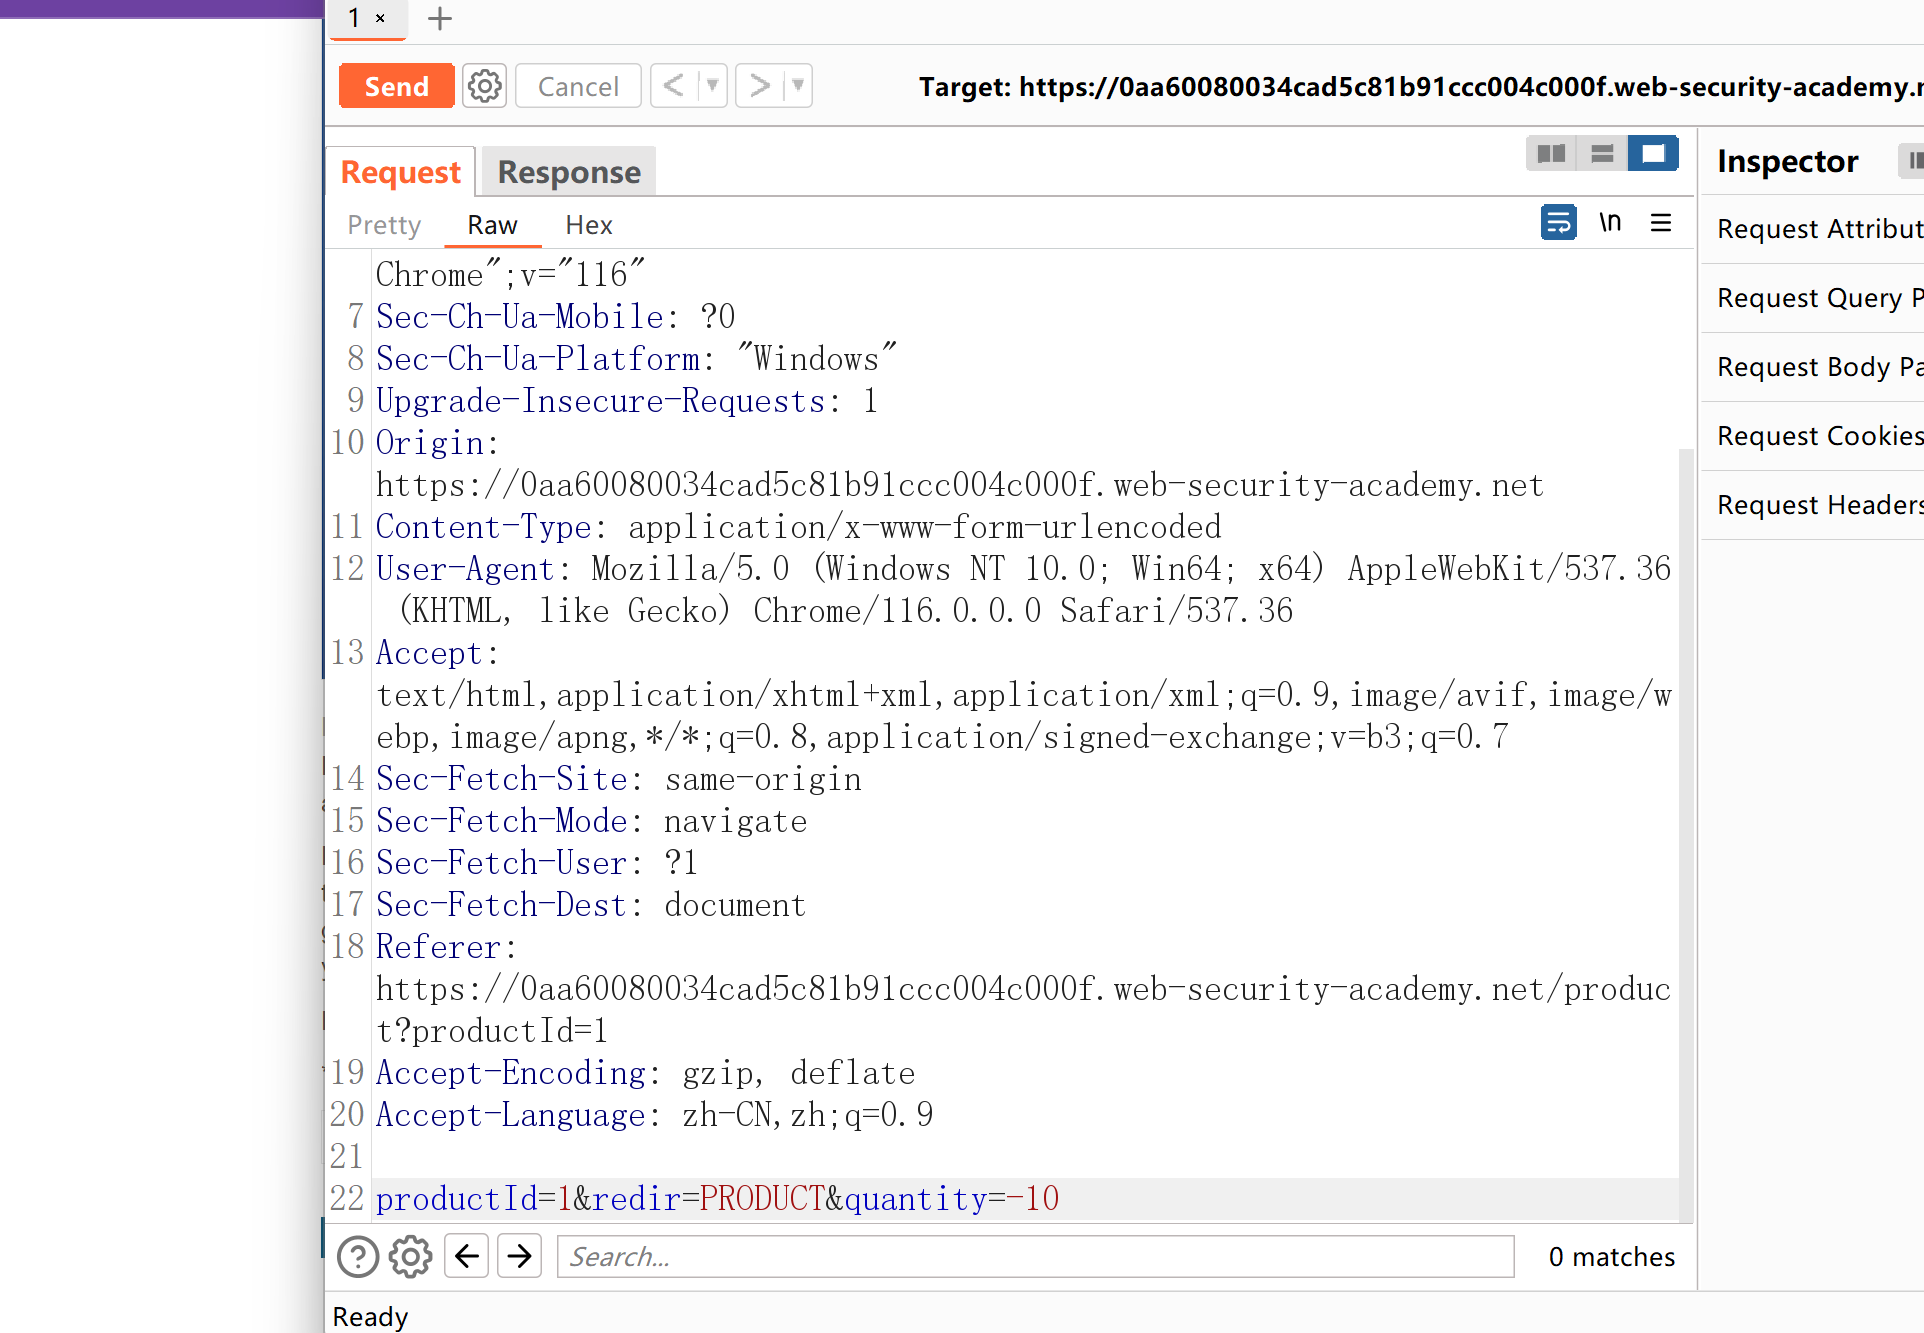 1 × +
Send Cancel < > Target: https://0aa60080034cad5c81b91ccc004c000f.web-security-academy.
Request Response Inspector
Pretty Raw Hex \n
Request Attribut
Request Query P
Request Body Pa
Request Cookies
Request Headers
Chrome";v="116"
7 Sec-Ch-Ua-Mobile: ?0
8 Sec-Ch-Ua-Platform: "Windows"
9 Upgrade-Insecure-Requests: 1
10 Origin:
https://0aa60080034cad5c81b91ccc004c000f.web-security-academy.net
11 Content-Type: application/x-www-form-urlencoded
12 User-Agent: Mozilla/5.0 (Windows NT 10.0; Win64; x64) AppleWebKit/537.36
(KHTML, like Gecko) Chrome/116.0.0.0 Safari/537.36
13 Accept:
text/html,application/xhtml+xml,application/xml;q=0.9,image/avif,image/w
ebp,image/apng,*/*;q=0.8,application/signed-exchange;v=b3;q=0.7
14 Sec-Fetch-Site: same-origin
15 Sec-Fetch-Mode: navigate
16 Sec-Fetch-User: ?1
17 Sec-Fetch-Dest: document
18 Referer:
https://0aa60080034cad5c81b91ccc004c000f.web-security-academy.net/produc
t?productId=1
19 Accept-Encoding: gzip, deflate
20 Accept-Language: zh-CN,zh;q=0.9
21
22 productId=1&redir=PRODUCT&quantity=-10
Search... 0 matches
Ready